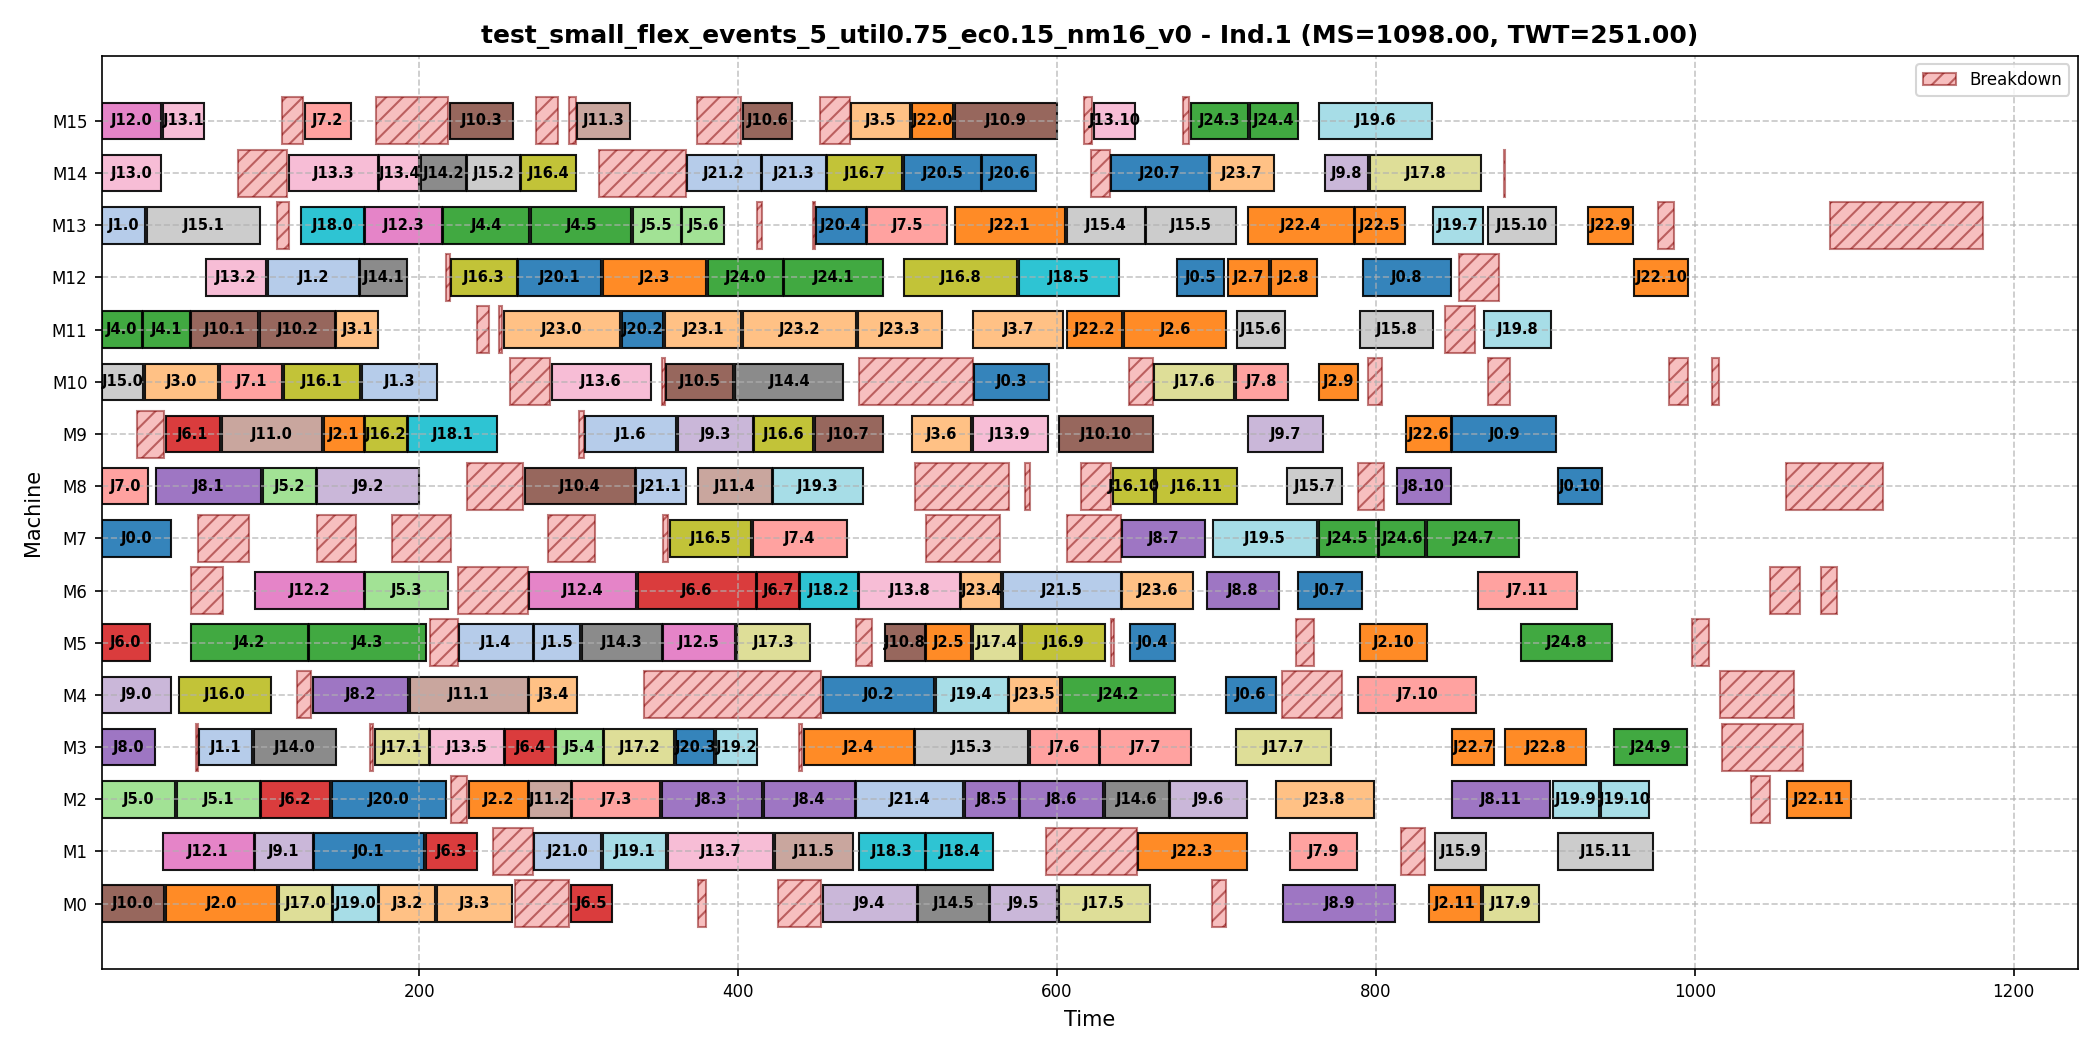 test_small_flex_events_5_util0.75_ec0.15_nm16_v0 - Ind.1 (MS=1098.00, TWT=251.00)
Breakdown
M15 J12.0 J13.1 J7.2 J10.3 J11.3 J10.6 J3.5 J22.0 J10.9 J13.10 J24.3 J24.4 J19.6
M14 J13.0 J13.3 J13.4 J14.2 J15.2 J16.4 J21.2 J21.3 J16.7 J20.5 J20.6 J20.7 J23.7 J9.8 J17.8
M13 J1.0 J15.1 J18.0 J12.3 J4.4 J4.5 J5.5 J5.6 J20.4 J7.5 J22.1 J15.4 J15.5 J22.4 J22.5 J19.7 J15.10 J22.9
M12 J13.2 J1.2 J14.1 J16.3 J20.1 J2.3 J24.0 J24.1 J16.8 J18.5 J0.5 J2.7 J2.8 J0.8 J22.10
M11 J4.0 J4.1 J10.1 J10.2 J3.1 J23.0 J20.2 J23.1 J23.2 J23.3 J3.7 J22.2 J2.6 J15.6 J15.8 J19.8
M10 J15.0 J3.0 J7.1 J16.1 J1.3 J13.6 J10.5 J14.4 J0.3 J17.6 J7.8 J2.9
M9 J6.1 J11.0 J2.1 J16.2 J18.1 J1.6 J9.3 J16.6 J10.7 J3.6 J13.9 J10.10 J9.7 J22.6 J0.9
M8 J7.0 J8.1 J5.2 J9.2 J10.4 J21.1 J11.4 J19.3 J16.10 J16.11 J15.7 J8.10 J0.10
M7 J0.0 J16.5 J7.4 J8.7 J19.5 J24.5 J24.6 J24.7
M6 J12.2 J5.3 J12.4 J6.6 J6.7 J18.2 J13.8 J23.4 J21.5 J23.6 J8.8 J0.7 J7.11
M5 J6.0 J4.2 J4.3 J1.4 J1.5 J14.3 J12.5 J17.3 J10.8 J2.5 J17.4 J16.9 J0.4 J2.10 J24.8
M4 J9.0 J16.0 J8.2 J11.1 J3.4 J0.2 J19.4 J23.5 J24.2 J0.6 J7.10
M3 J8.0 J1.1 J14.0 J17.1 J13.5 J6.4 J5.4 J17.2 J20.3 J19.2 J2.4 J15.3 J7.6 J7.7 J17.7 J22.7 J22.8 J24.9
M2 J5.0 J5.1 J6.2 J20.0 J2.2 J11.2 J7.3 J8.3 J8.4 J21.4 J8.5 J8.6 J14.6 J9.6 J23.8 J8.11 J19.9 J19.10 J22.11
M1 J12.1 J9.1 J0.1 J6.3 J21.0 J19.1 J13.7 J11.5 J18.3 J18.4 J22.3 J7.9 J15.9 J15.11
M0 J10.0 J2.0 J17.0 J19.0 J3.2 J3.3 J6.5 J9.4 J14.5 J9.5 J17.5 J8.9 J2.11 J17.9
Machine
200 400 600 800 1000 1200
Time